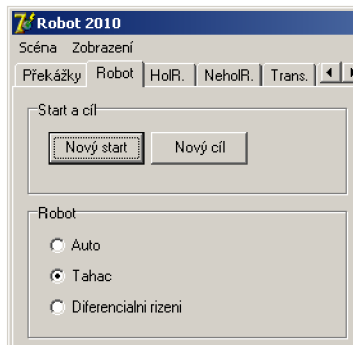 Robot 2010
Scéna Zobrazení
Překážky Robot HolR. NeholR. Trans.
Start a cíl
Nový start Nový cíl
Robot
Auto
Tahac
Diferencialni rizeni